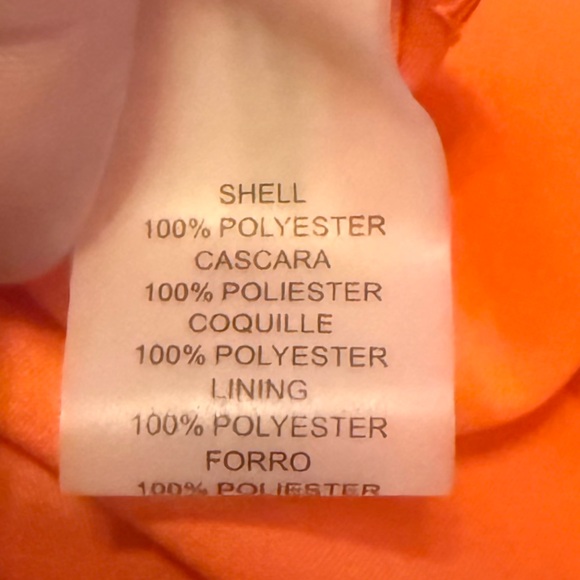 SHELL
100% POLYESTER
CASCARA
100% POLIESTER
COQUILLE
100% POLYESTER
LINING
100% POLYESTER
FORRO
100% POLIESTER